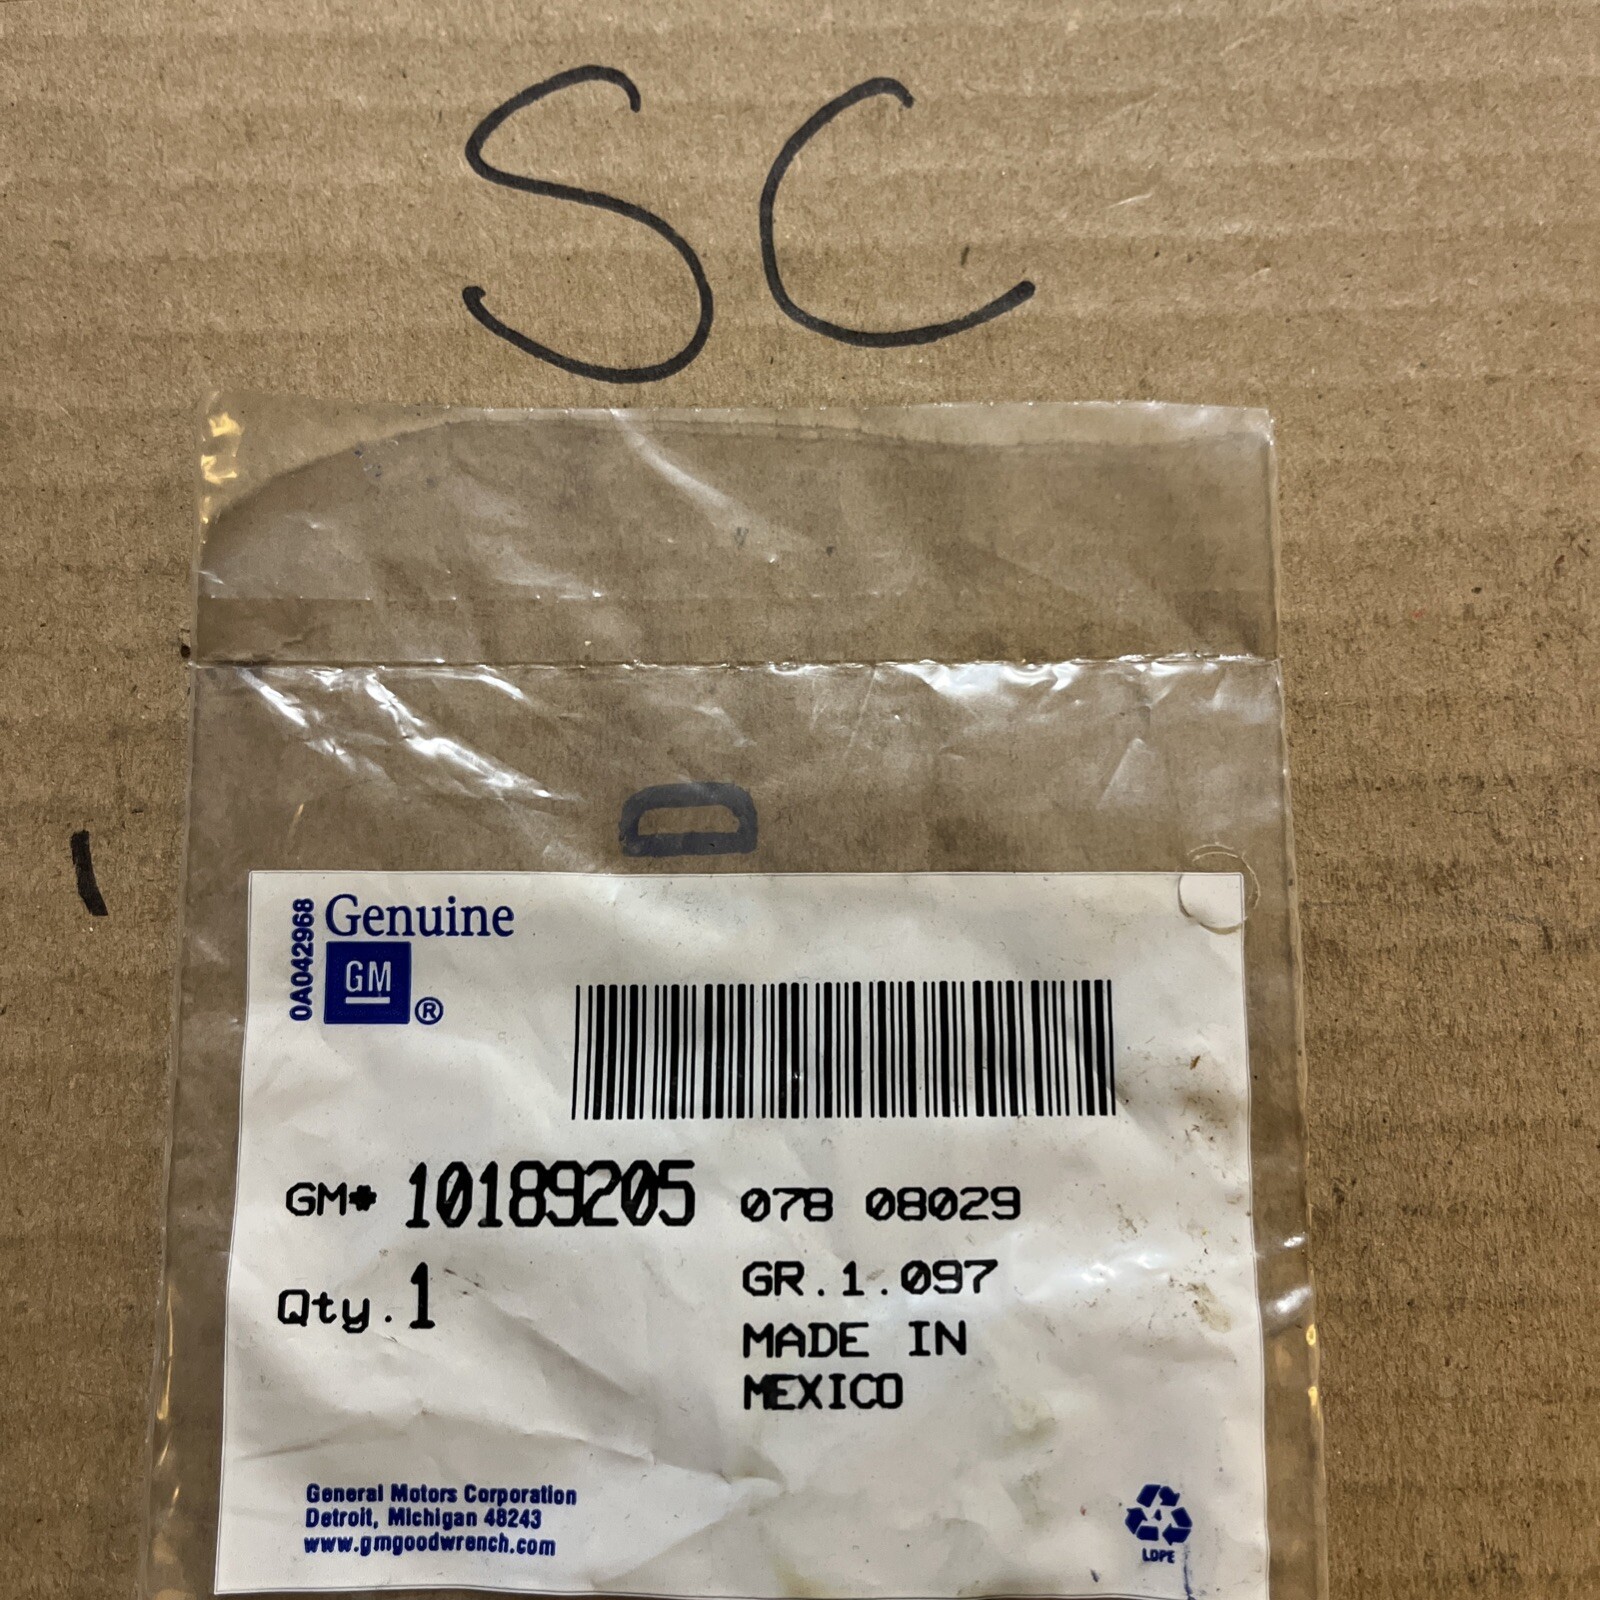 SC
D
0A042968
Genuine
GM
®
GM# 10189205 078 08029
Qty. 1
GR. 1.097
MADE IN
MEXICO
General Motors Corporation
Detroit, Michigan 48243
www.gmgoodwrench.com
4
LDPE